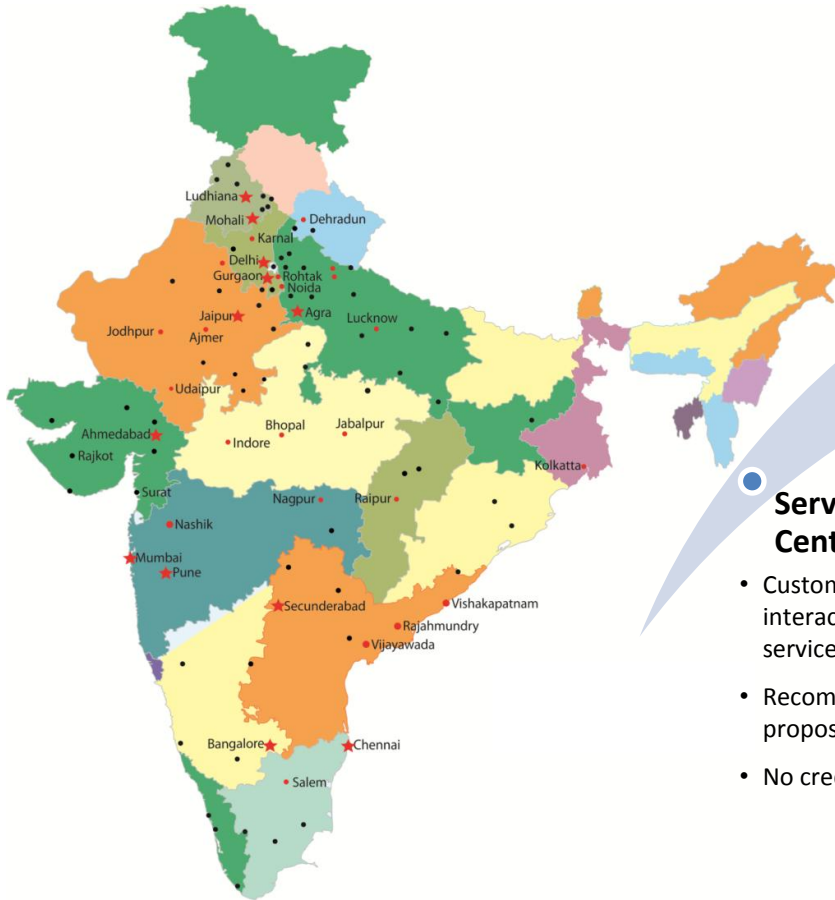 Ludhiana
Mohali
Dehradun
Karnal
Delhi
Gurgaon
Rohtak
Noida
Jaipur
Agra
Lucknow
Jodhpur
Ajmer
Udaipur
Ahmedabad
Bhopal
Jabalpur
Indore
Rajkot
Kolkatta
Surat
Nagpur
Raipur
Nashik
Mumbai
Pune
Secunderabad
Vishakapatnam
Rajahmundry
Vijayawada
Bangalore
Chennai
Salem
Serv
Cent
• Custom
interac
service
• Recom
propos
• No cre